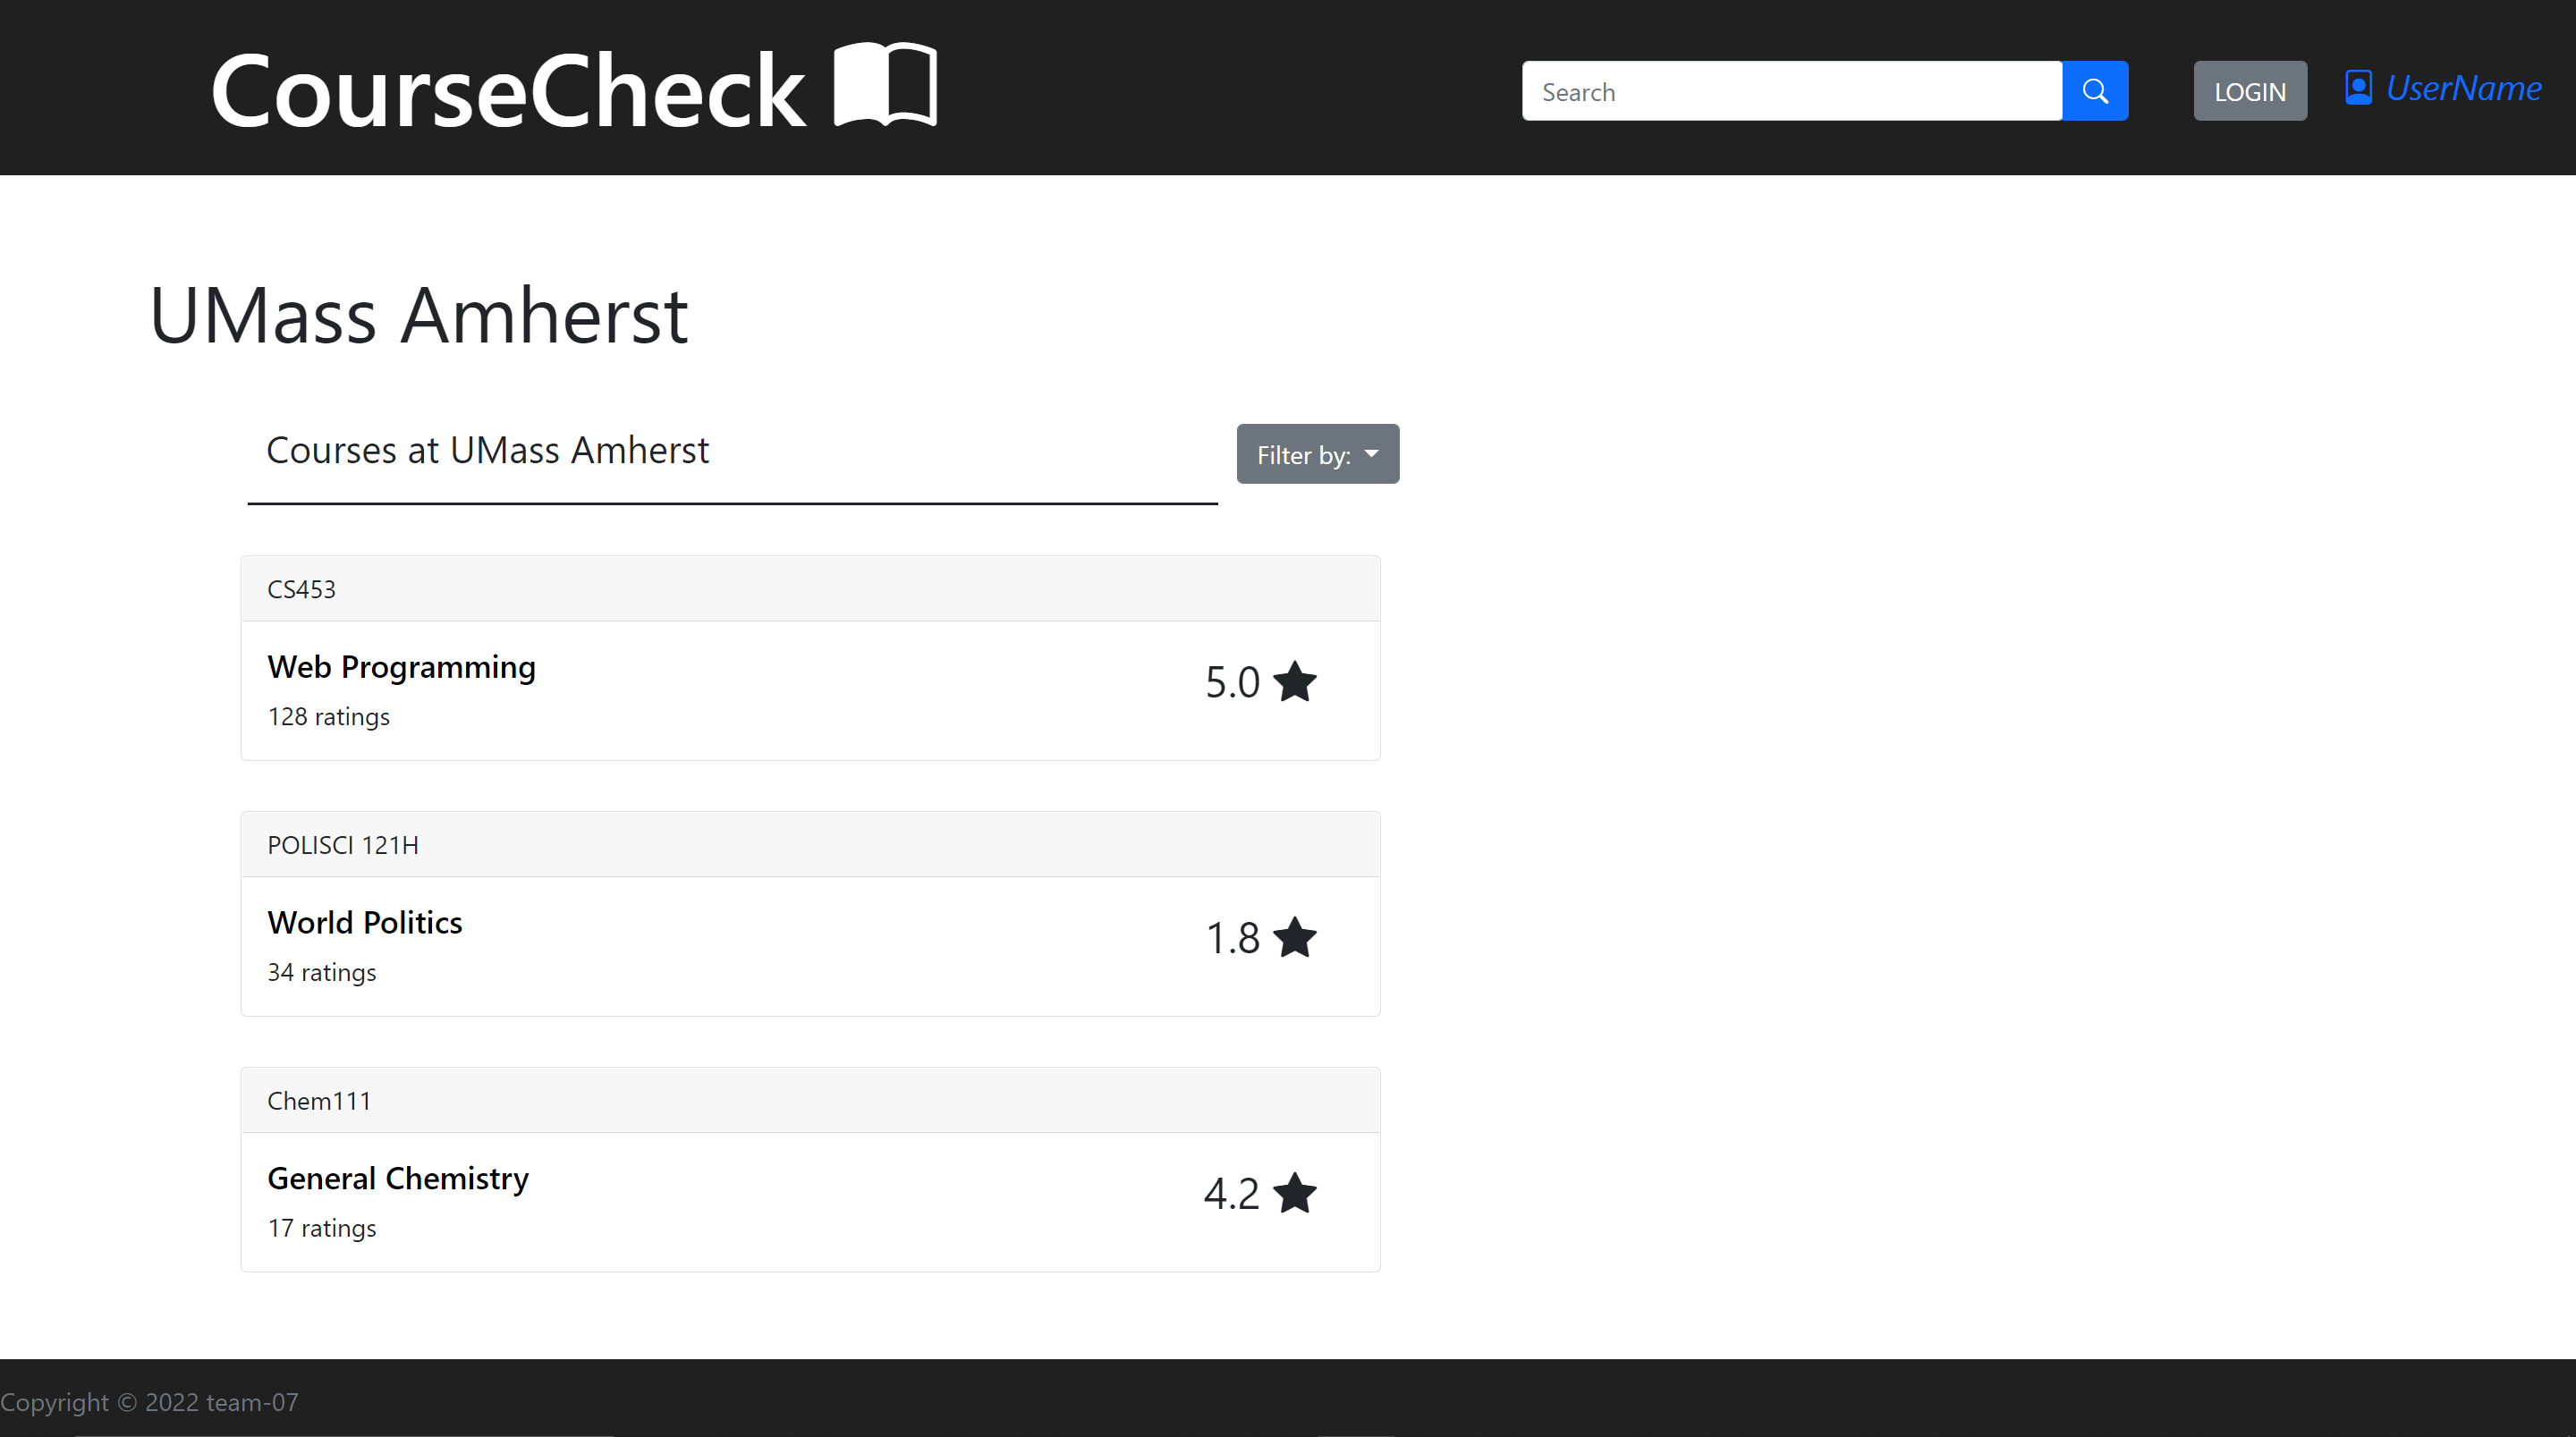 CourseCheck
Search
LOGIN
UserName
UMass Amherst
Courses at UMass Amherst
Filter by:
CS453
Web Programming
5.0
128 ratings
POLISCI 121H
World Politics
1.8
34 ratings
Chem111
General Chemistry
4.2
17 ratings
Copyright © 2022 team-07